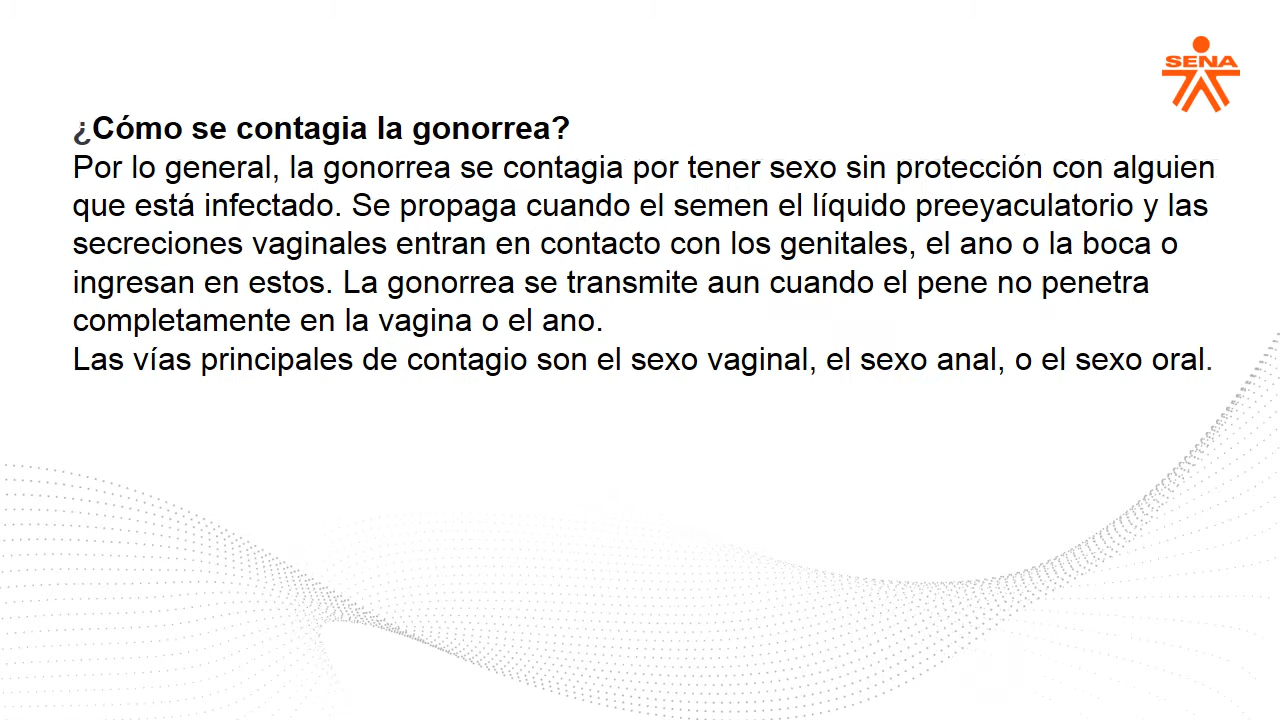 SENA
¿Cómo se contagia la gonorrea?
Por lo general, la gonorrea se contagia por tener sexo sin protección con alguien
que está infectado. Se propaga cuando el semen el líquido preeyaculatorio y las
secreciones vaginales entran en contacto con los genitales, el ano o la boca o
ingresan en estos. La gonorrea se transmite aun cuando el pene no penetra
completamente en la vagina o el ano.
Las vías principales de contagio son el sexo vaginal, el sexo anal, o el sexo oral.